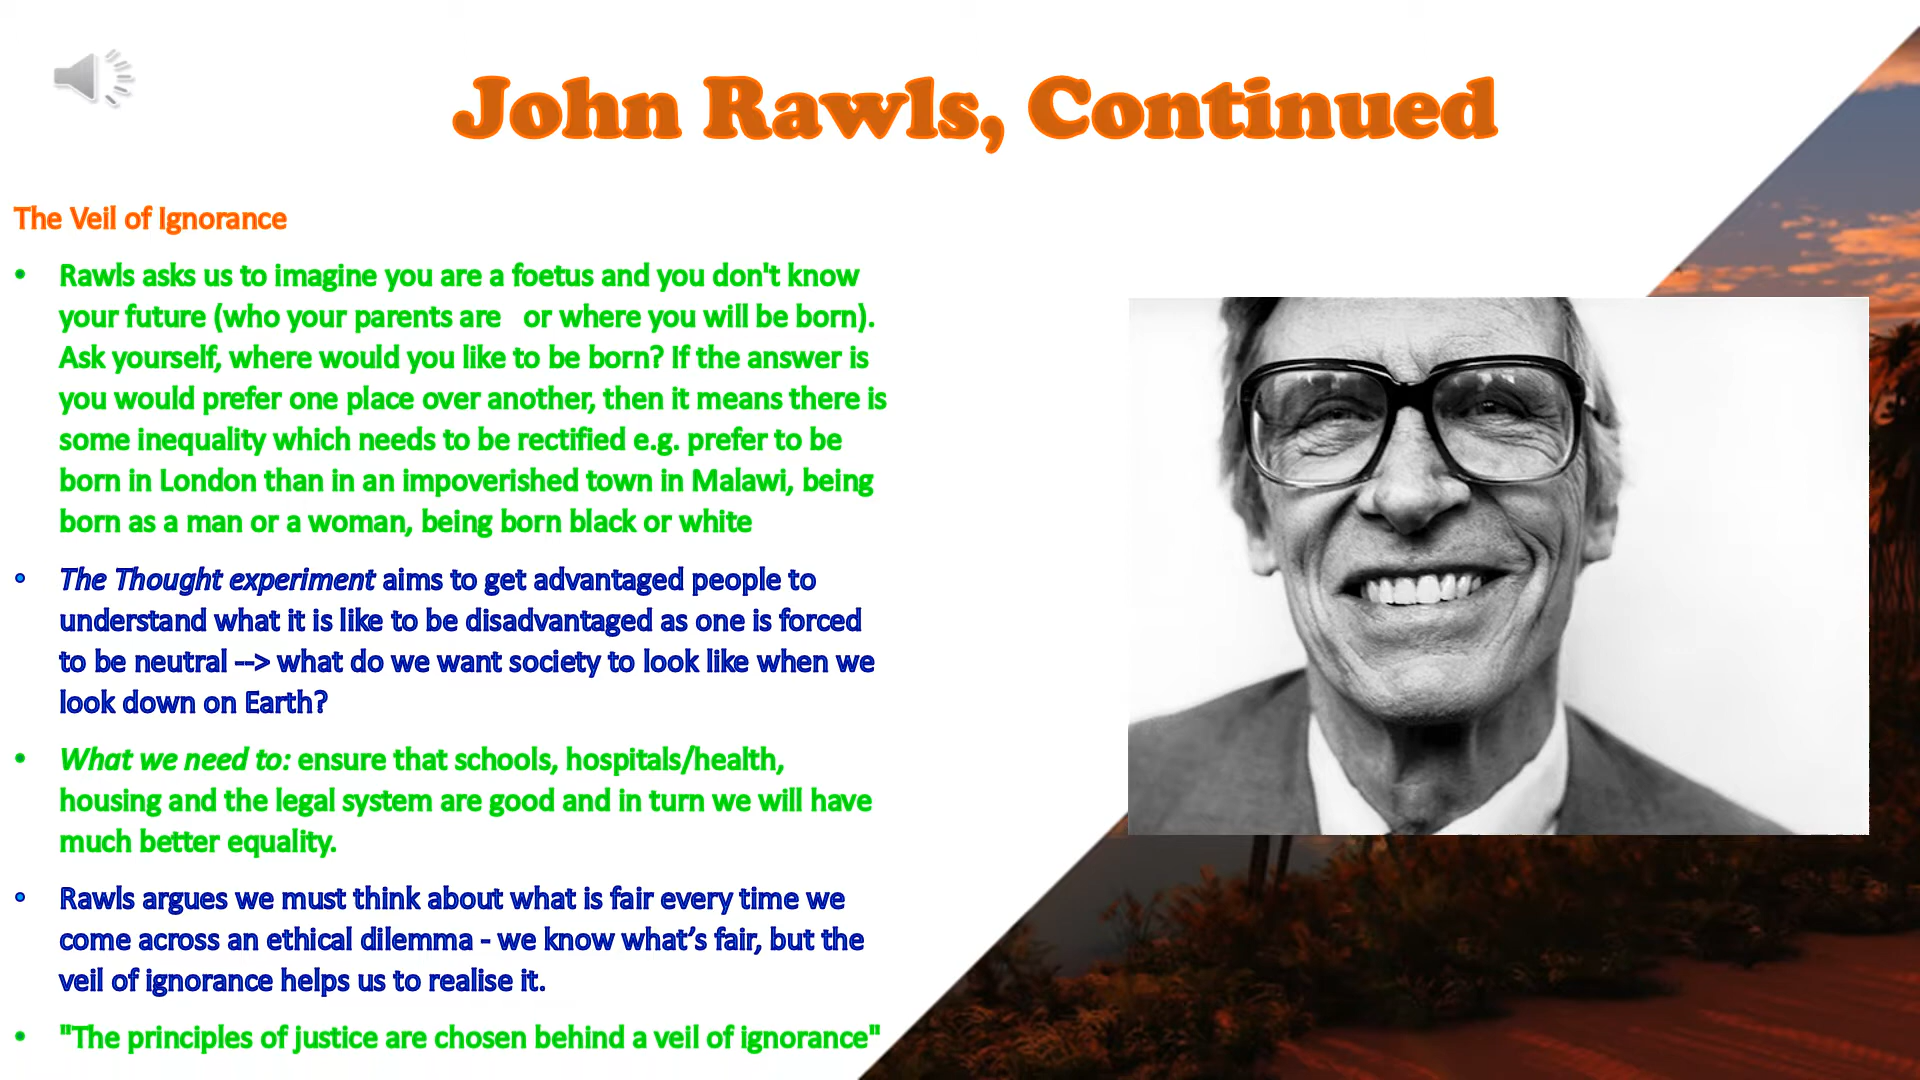 John Rawls, Continued
The Veil of Ignorance
• Rawls asks us to imagine you are a foetus and you don't know
your future (who your parents are   or where you will be born).
Ask yourself, where would you like to be born? If the answer is
you would prefer one place over another, then it means there is
some inequality which needs to be rectified e.g. prefer to be
born in London than in an impoverished town in Malawi, being
born as a man or a woman, being born black or white
• The Thought experiment aims to get advantaged people to
understand what it is like to be disadvantaged as one is forced
to be neutral --> what do we want society to look like when we
look down on Earth?
• What we need to: ensure that schools, hospitals/health,
housing and the legal system are good and in turn we will have
much better equality.
• Rawls argues we must think about what is fair every time we
come across an ethical dilemma - we know what’s fair, but the
veil of ignorance helps us to realise it.
• "The principles of justice are chosen behind a veil of ignorance"